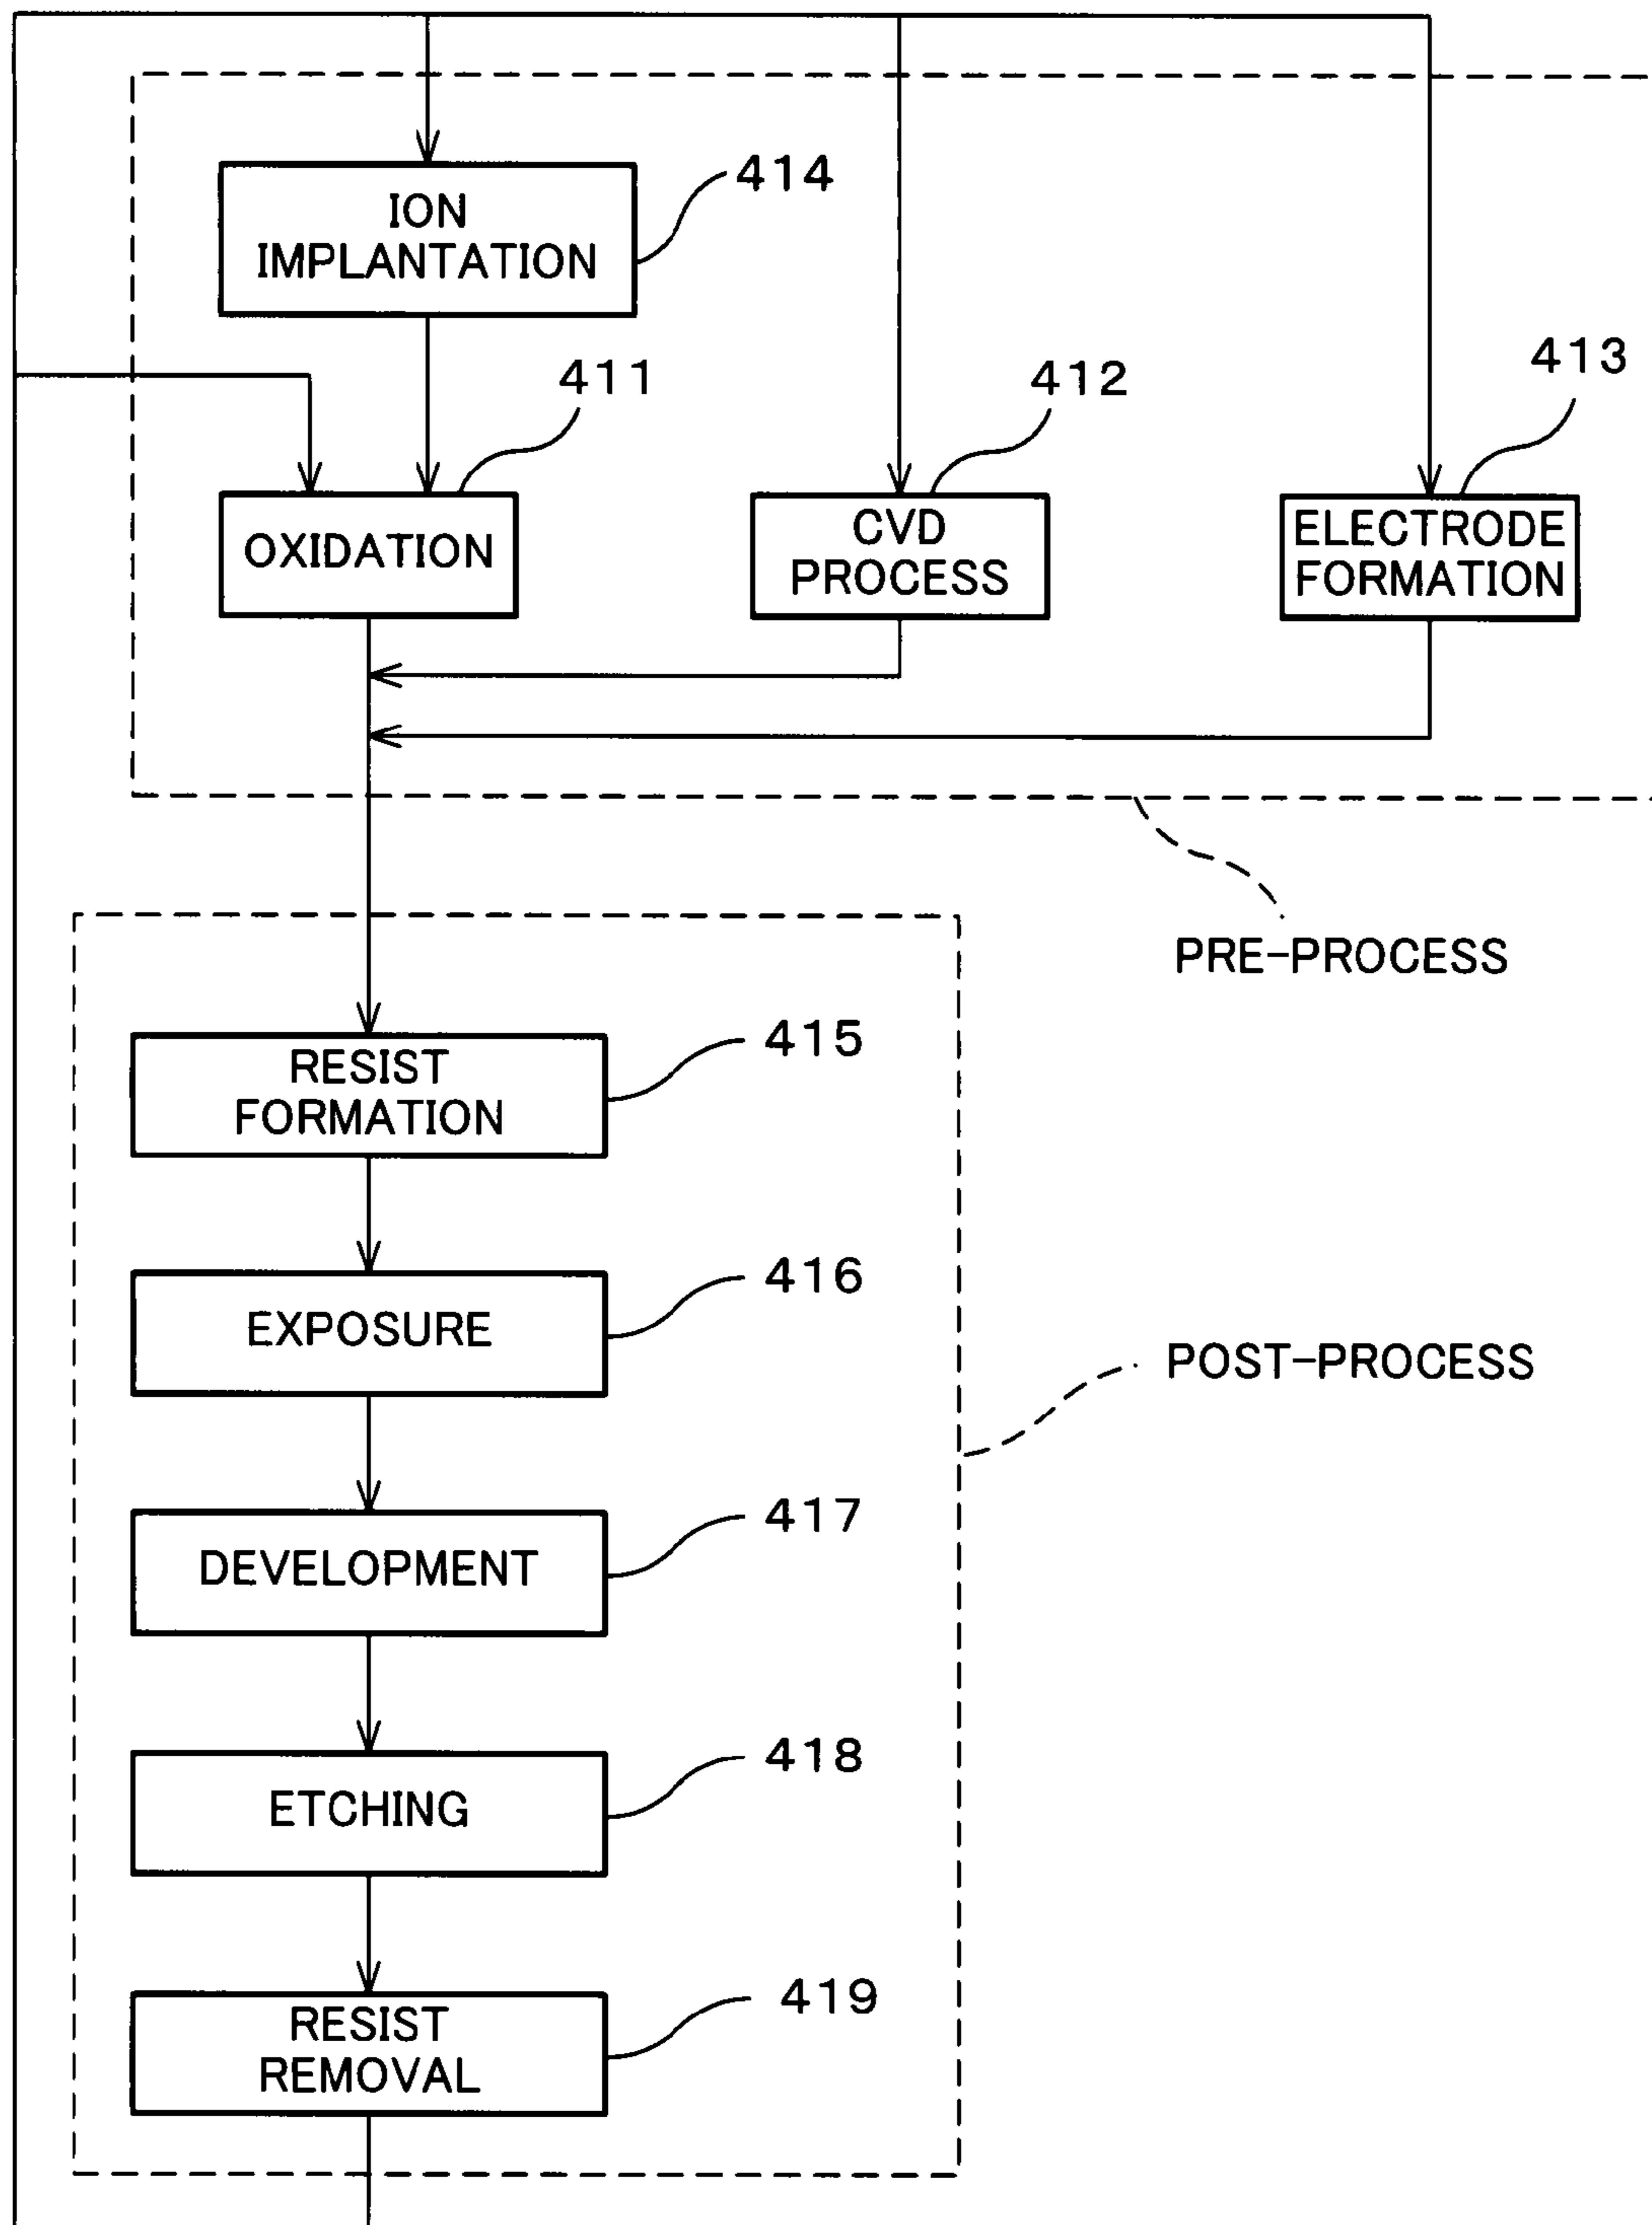 414
ION
IMPLANTATION
411
412
413
OXIDATION
CVD
PROCESS
ELECTRODE
FORMATION
PRE-PROCESS
415
RESIST
FORMATION
416
EXPOSURE
POST-PROCESS
417
DEVELOPMENT
418
ETCHING
419
RESIST
REMOVAL